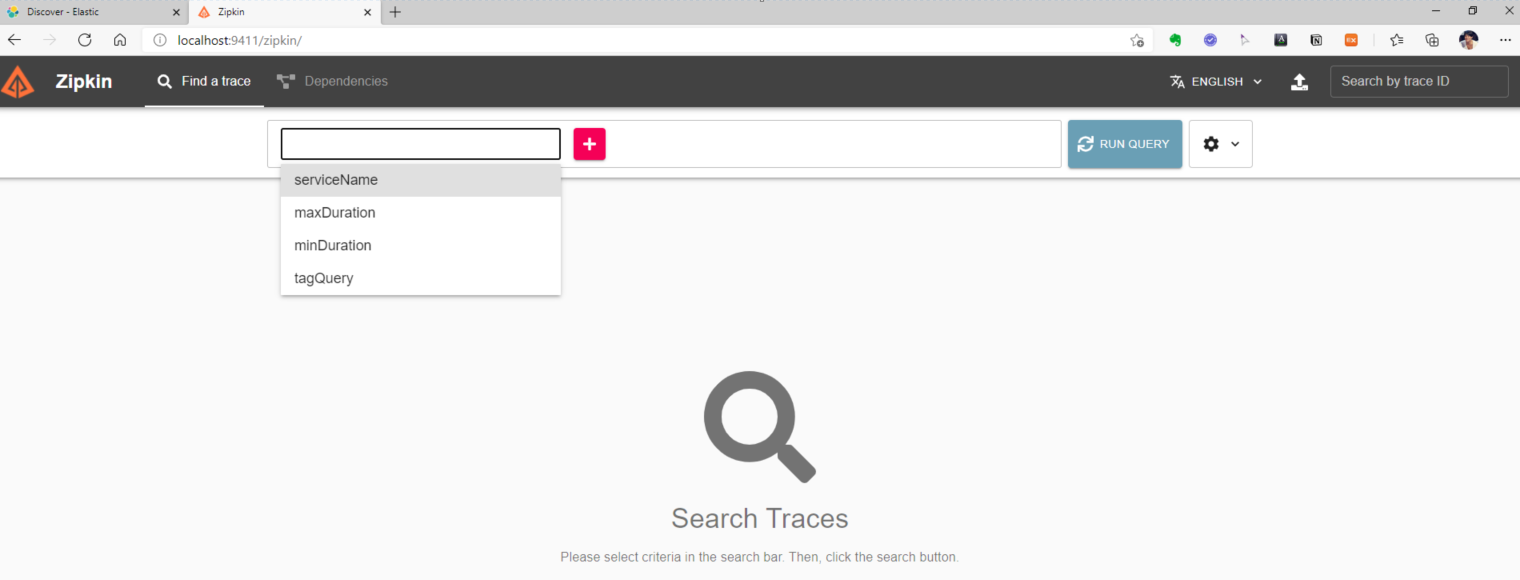 Discover - Elastic
Zipkin
localhost:9411/zipkin/
Zipkin
Find a trace
Dependencies
ENGLISH
Search by trace ID
RUN QUERY
serviceName
maxDuration
minDuration
tagQuery
Search Traces
Please select criteria in the search bar. Then, click the search button.